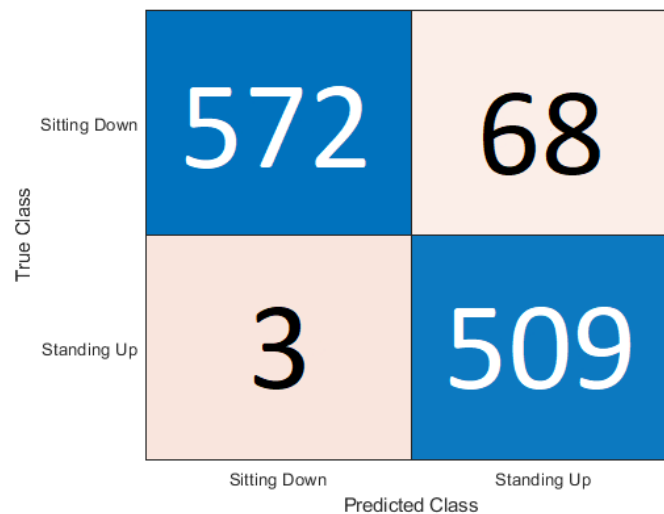 572
68
Sitting Down
True Class
3
509
Standing Up
Sitting Down
Standing Up
Predicted Class